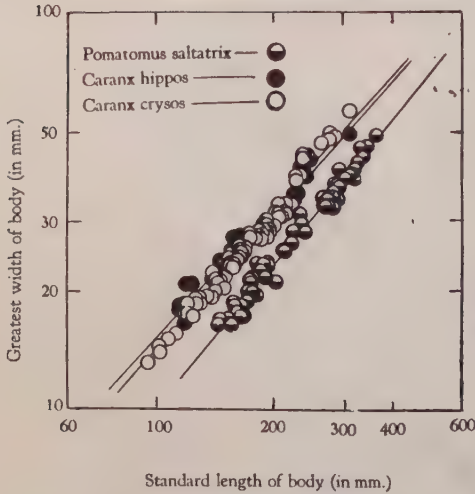 100
Pomatomus saltatrix
Caranx hippos
Caranx crysos
50
30
20
10
60
100
200
300
400
600
Greatest width of body (in mm.)
Standard length of body (in mm.)